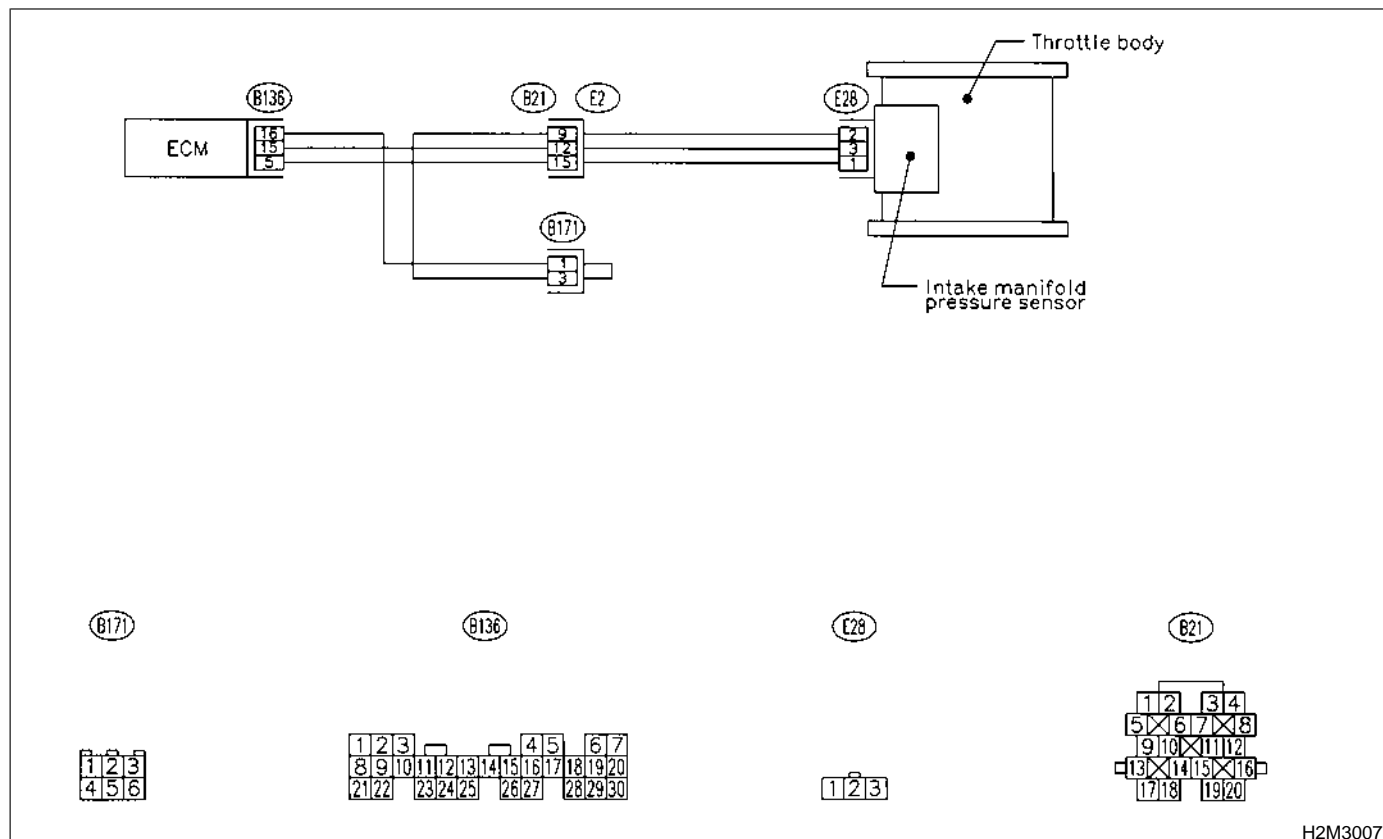 Throttle body
B136
B21 E2
E28
ECM
16
15
5
9
12
15
2
3
1
B171
1
3
Intake manifold
pressure sensor
B171
B136
E28
B21
1 2 3
4 5 6
1 2 3 4 5 6 7
8 9 10 11 12 13 14 15 16 17 18 19 20
21 22 23 24 25 26 27 28 29 30
1 2 3
1 2 3 4
5 6 7 8
9 10 11 12
13 14 15 16
17 18 19 20
H2M3007